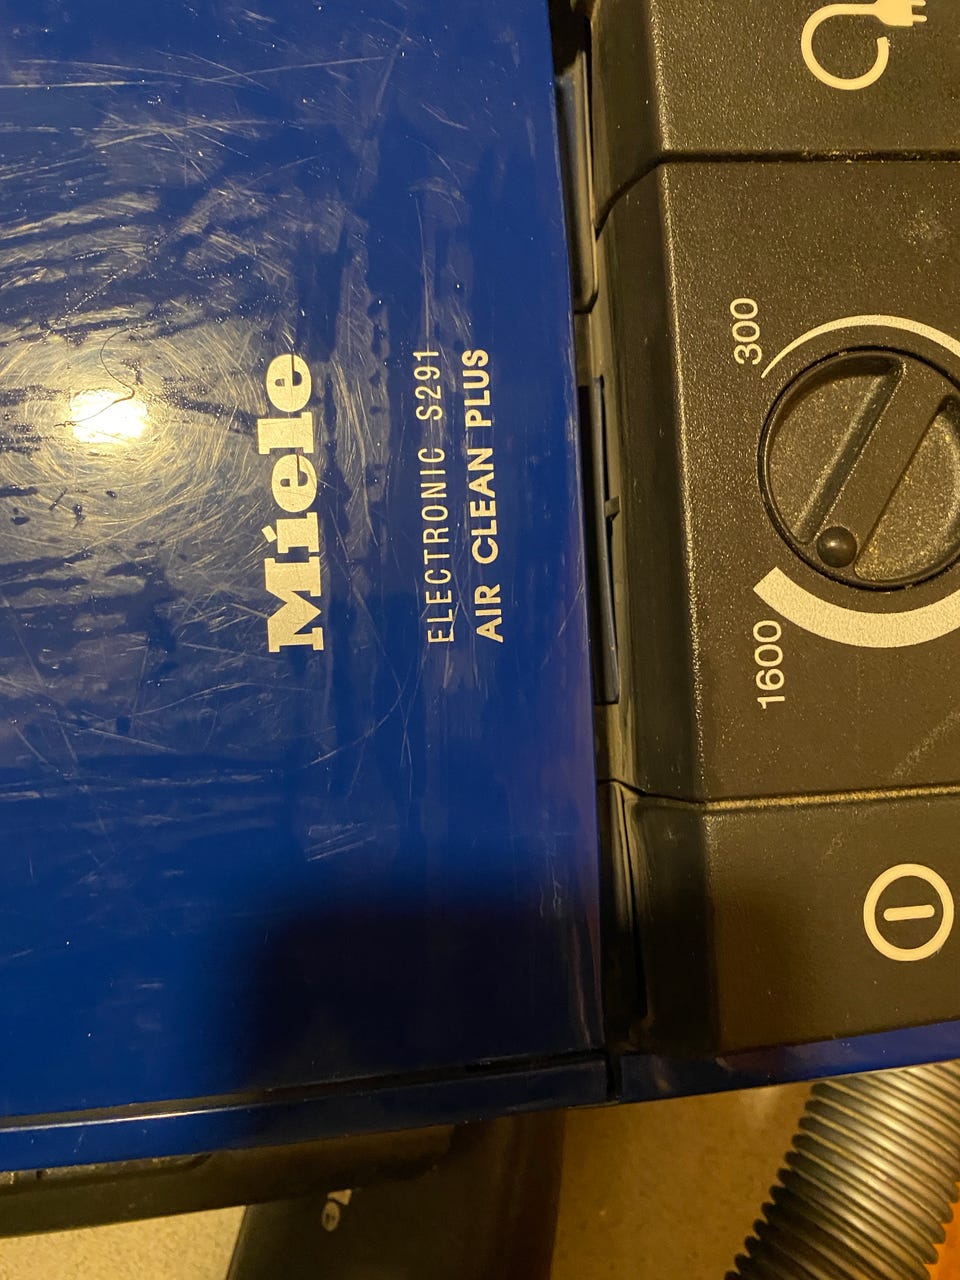 Miele
ELECTRONIC S291
AIR CLEAN PLUS
300
1600